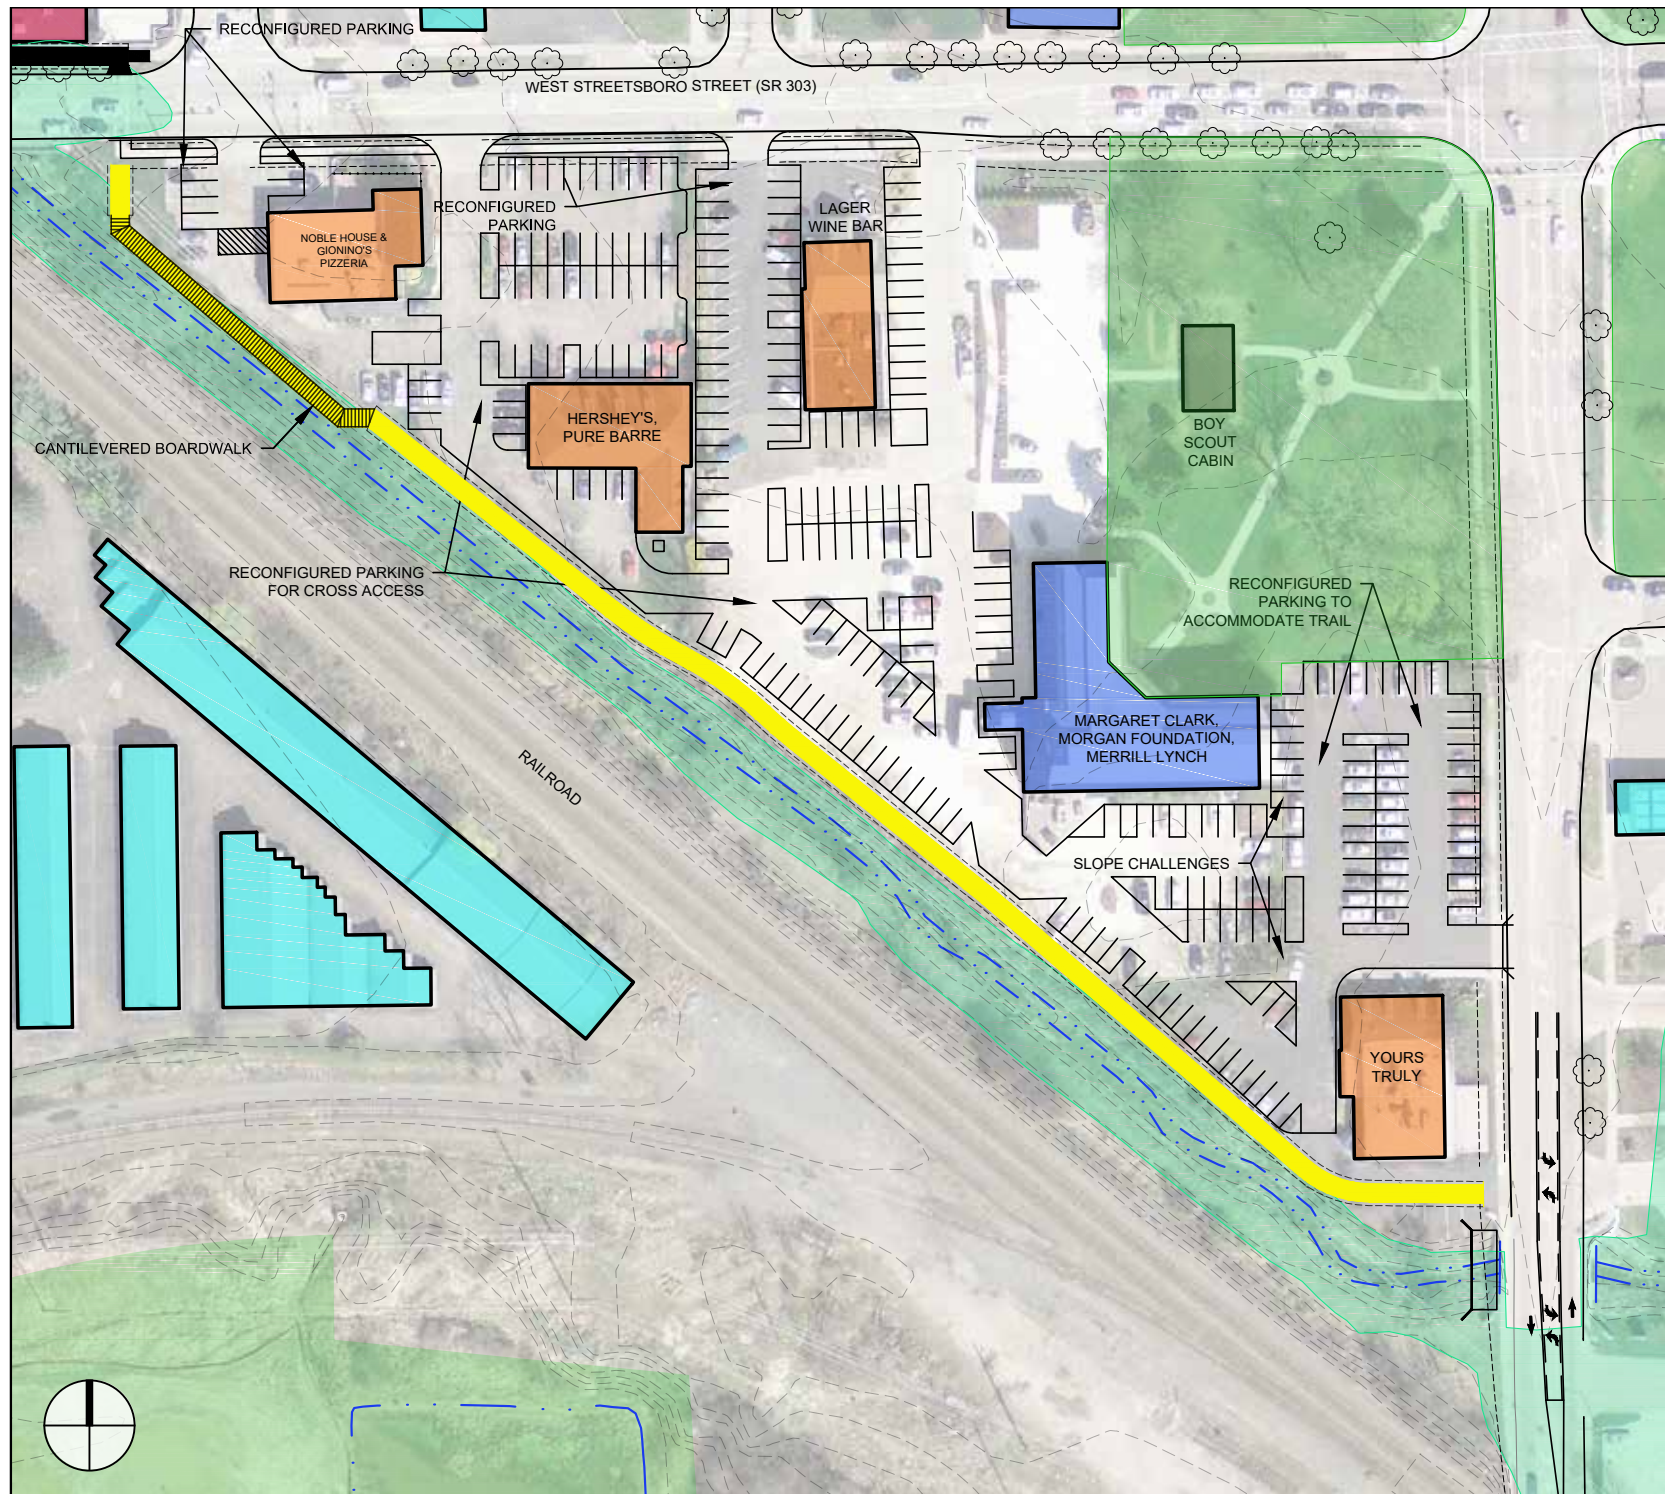 RECONFIGURED PARKING
WEST STREETSBORO STREET (SR 303)
RECONFIGURED
PARKING
LAGER
WINE BAR
NOBLE HOUSE &
GIONINO'S
PIZZERIA
HERSHEY'S,
PURE BARRE
CANTILEVERED BOARDWALK
BOY
SCOUT
CABIN
RECONFIGURED PARKING
FOR CROSS ACCESS
RECONFIGURED
PARKING TO
ACCOMMODATE TRAIL
MARGARET CLARK,
MORGAN FOUNDATION,
MERRILL LYNCH
RAILROAD
SLOPE CHALLENGES
YOURS
TRULY